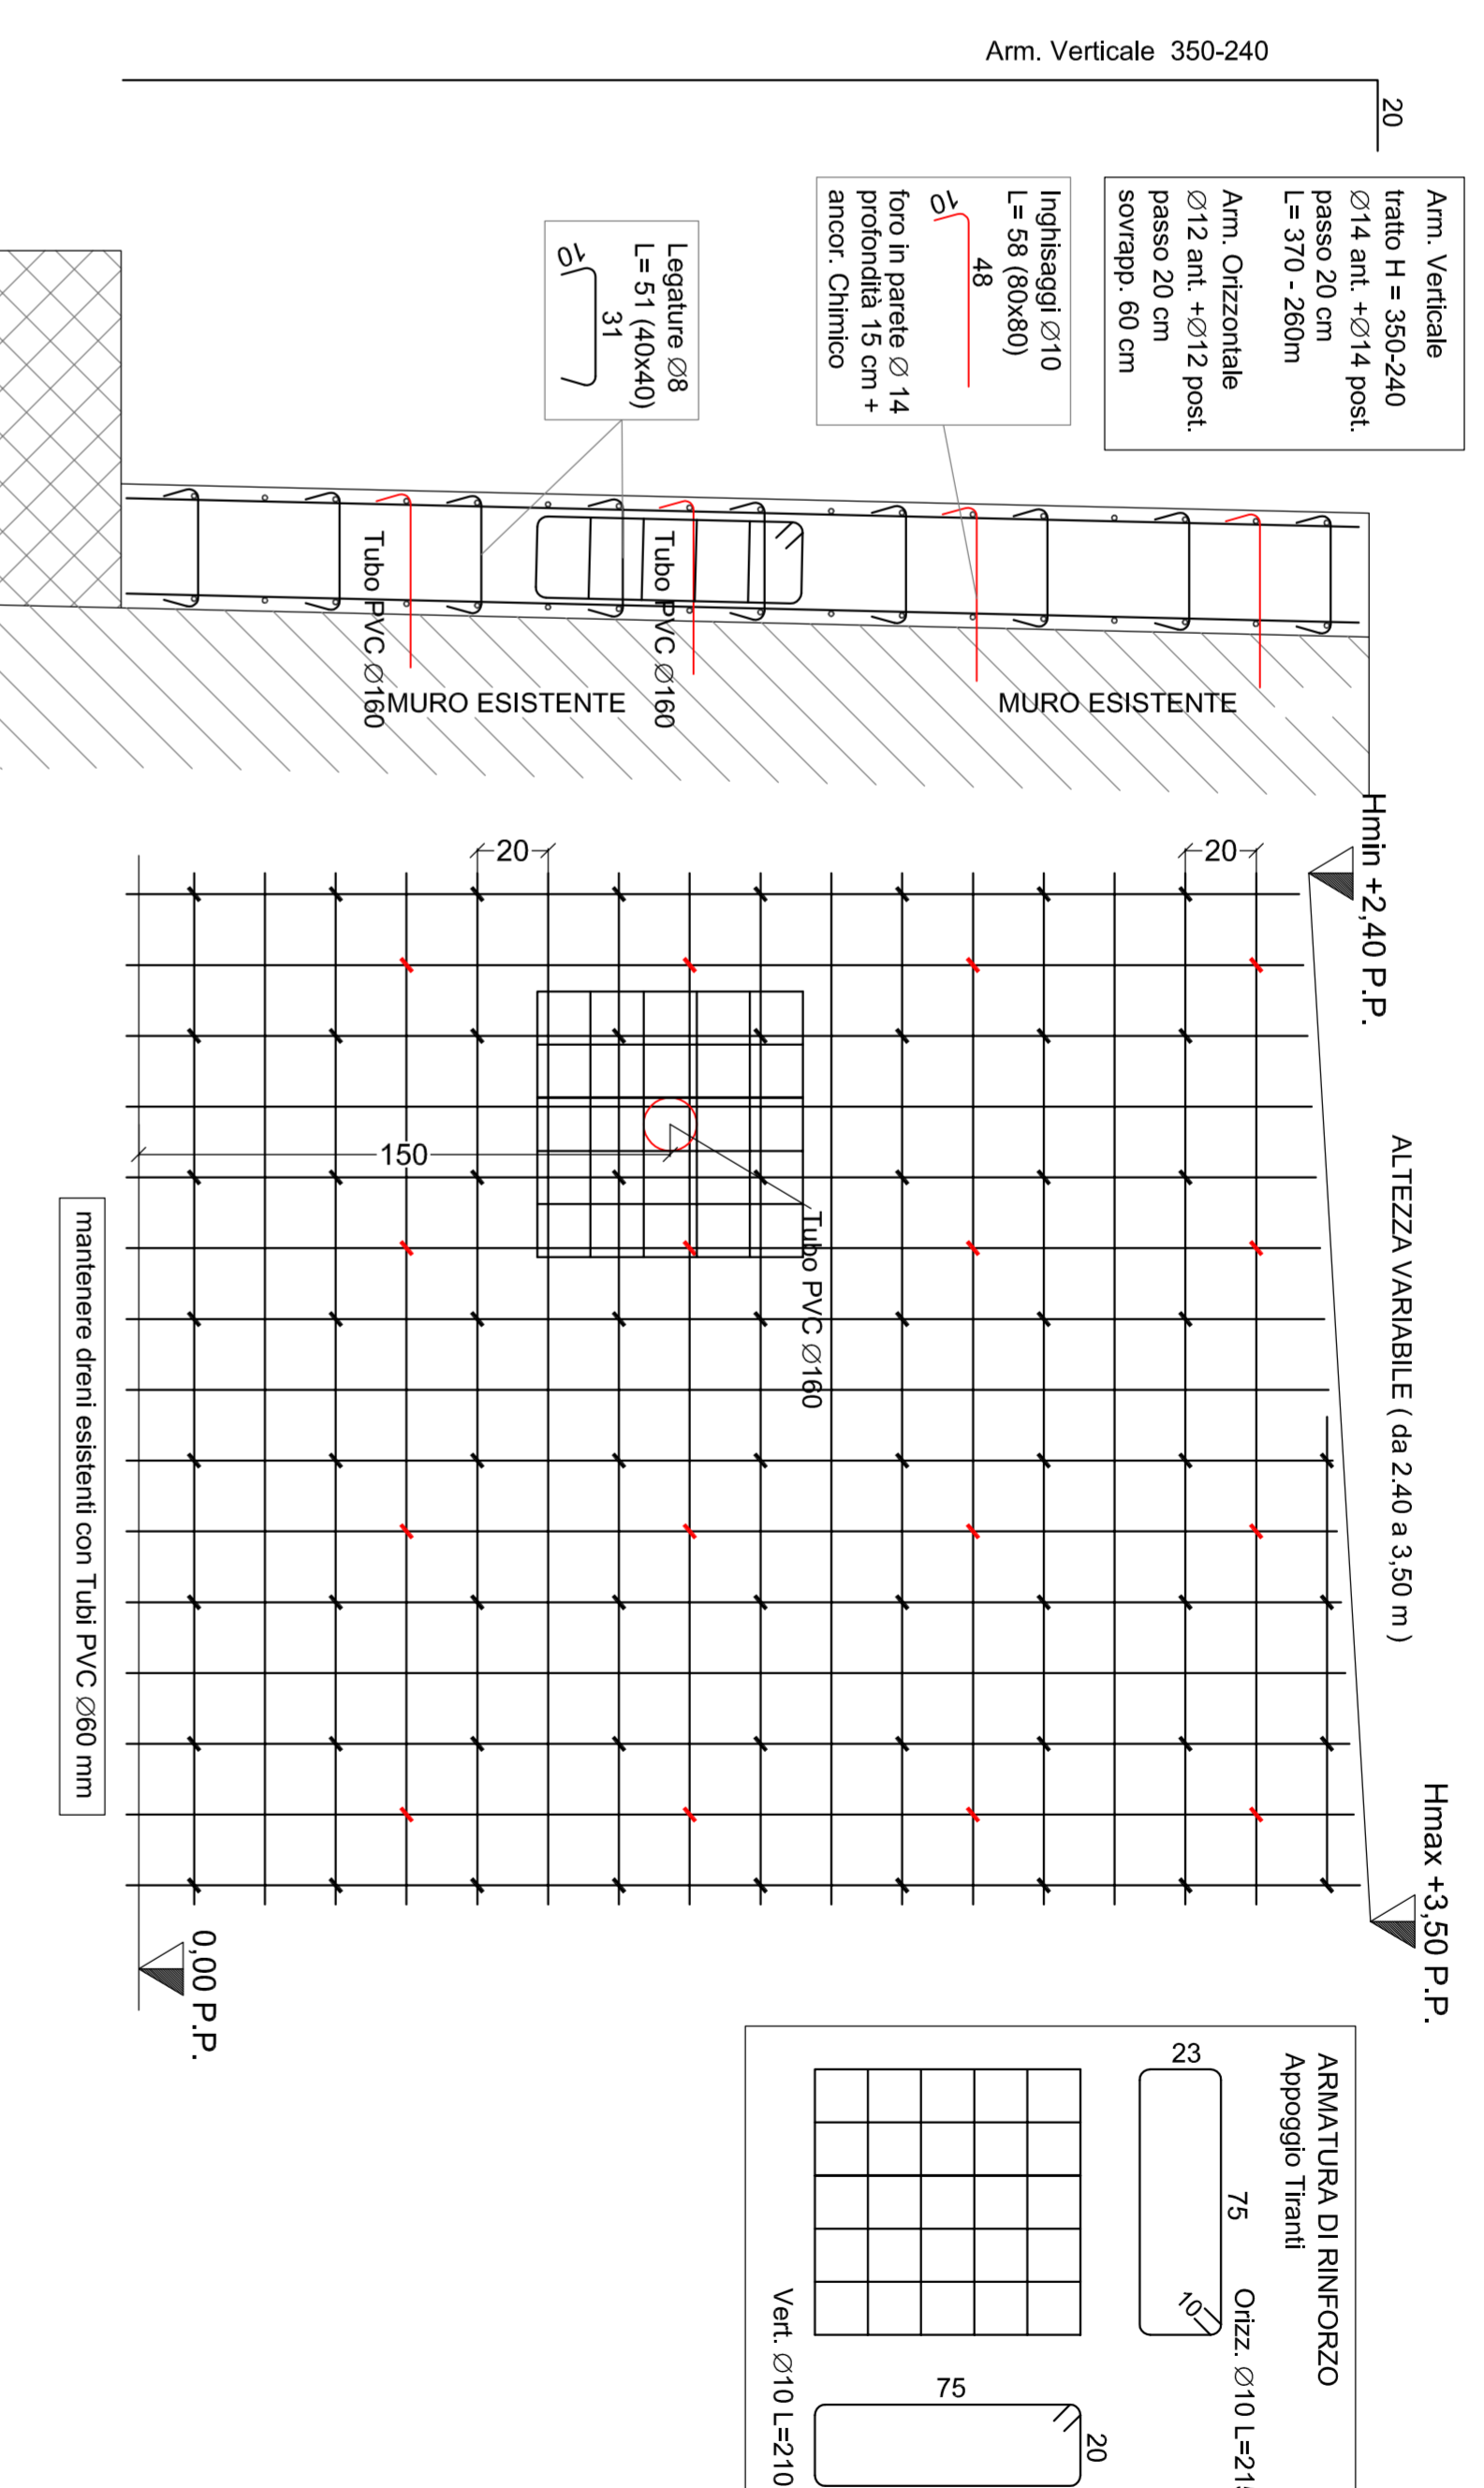 Arm. Verticale 350-240
20
Arm. Verticale
tratto H = 350-240
Ø14 ant. +Ø14 post.
passo 20 cm
L= 370 - 260m
Arm. Orizzontale
Ø12 ant. +Ø12 post.
passo 20 cm
sovrapp. 60 cm
Inghisaggi Ø10
L= 58 (80x80)
48
10
foro in parete Ø 14
profondità 15 cm +
ancor. Chimico
Legature Ø8
L= 51 (40x40)
31
10
MURO ESISTENTE
MURO ESISTENTE
Tubo PVC Ø160
Tubo PVC Ø160
Hmin +2,40 P.P.
ALTEZZA VARIABILE ( da 2.40 a 3,50 m )
Hmax +3,50 P.P.
20
20
150
Tubo PVC Ø160
0,00 P.P.
mantenere dreni esistenti con Tubi PVC Ø60 mm
ARMATURA DI RINFORZO
Appoggio Tiranti
Orizz. Ø10 L=21
23
75
10
75
20
Vert. Ø10 L=210